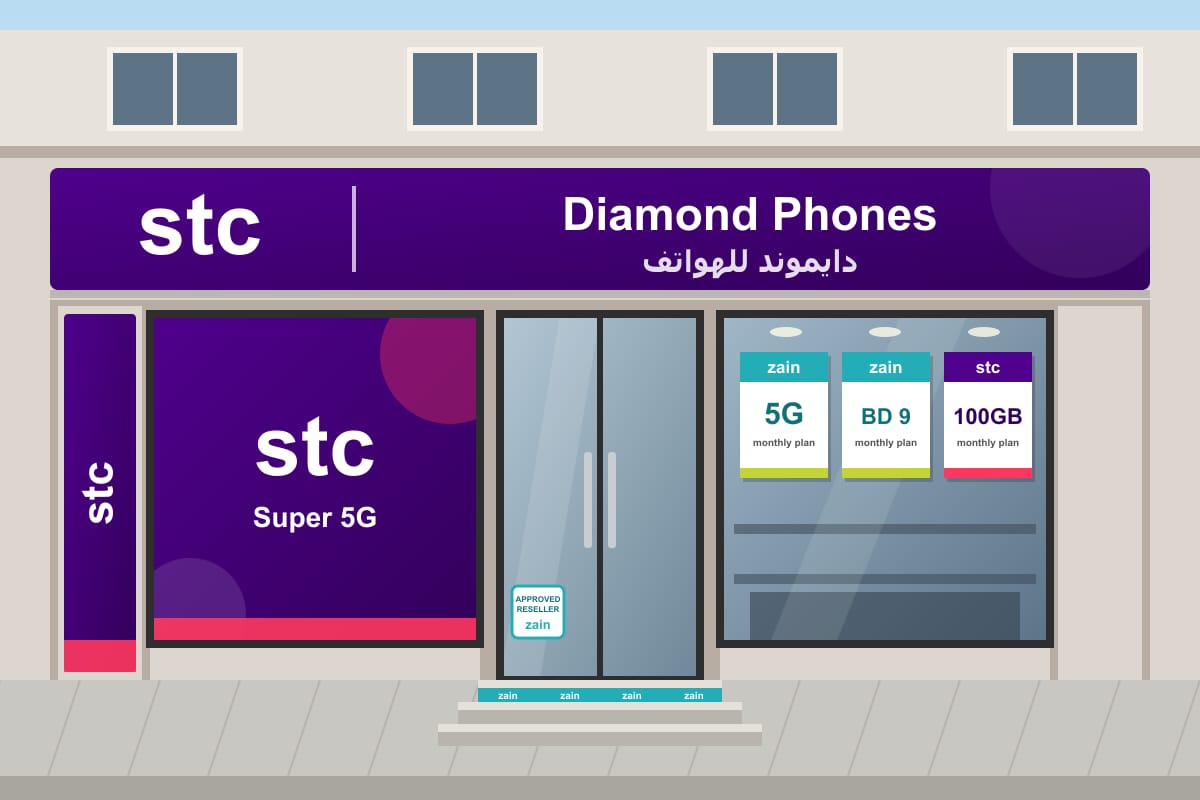 stc
Diamond Phones
دايموند للهواتف
stc
stc
Super 5G
zain
5G
monthly plan
zain
BD 9
monthly plan
stc
100GB
monthly plan
APPROVED
RESELLER
zain
zain zain zain zain